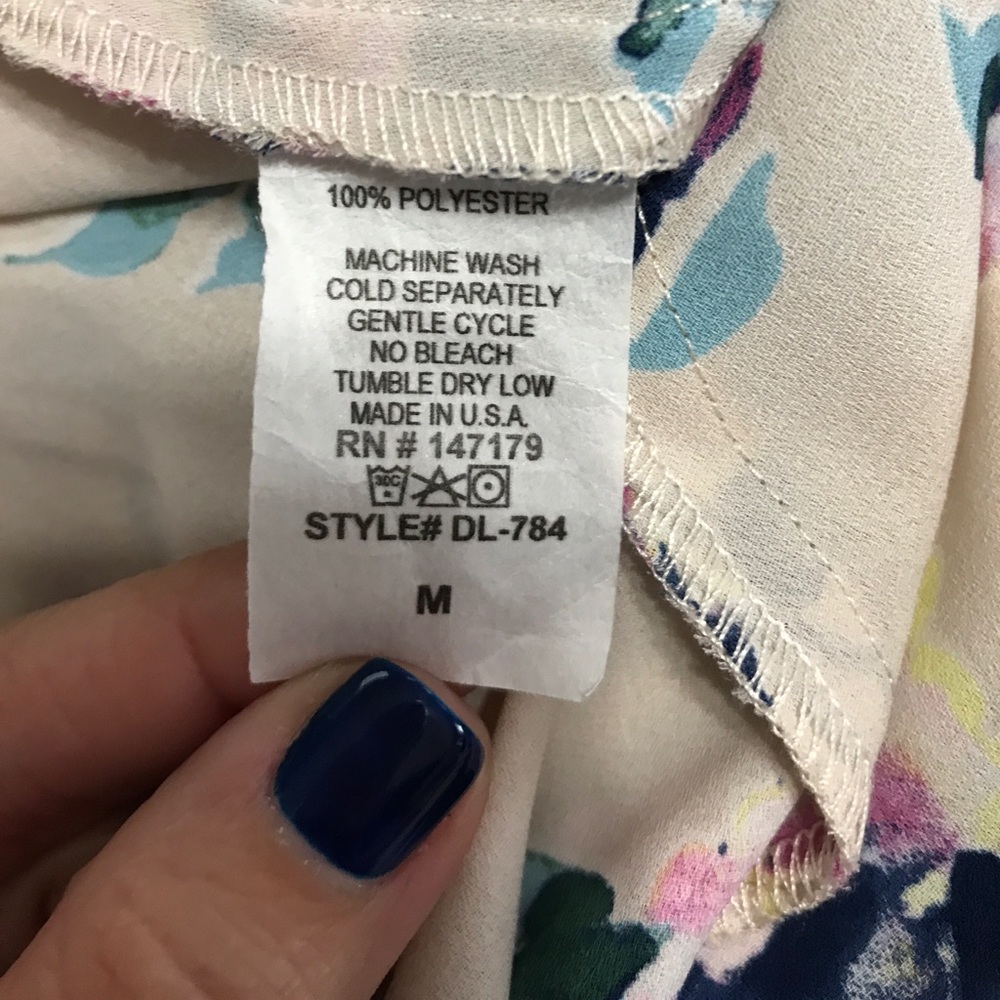 100% POLYESTER
MACHINE WASH
COLD SEPARATELY
GENTLE CYCLE
NO BLEACH
TUMBLE DRY LOW
MADE IN U.S.A.
RN # 147179
30C
STYLE# DL-784
M